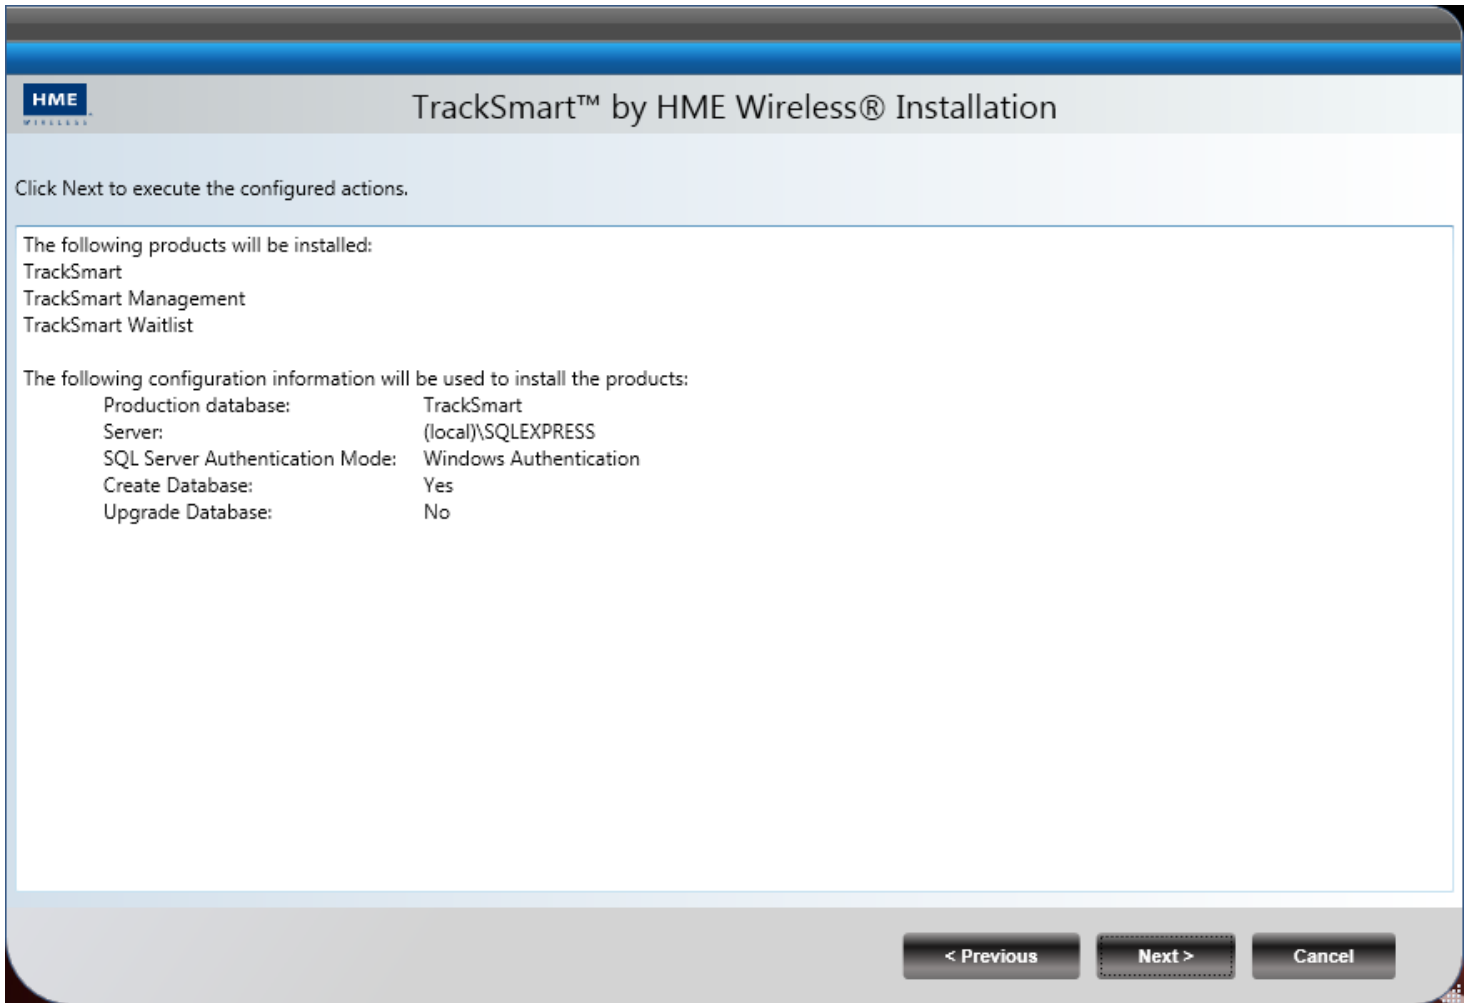 HME
WIRELESS
TrackSmart™ by HME Wireless® Installation
Click Next to execute the configured actions.
The following products will be installed:
TrackSmart
TrackSmart Management
TrackSmart Waitlist
The following configuration information will be used to install the products:
Production database: TrackSmart
Server: (local)\SQLEXPRESS
SQL Server Authentication Mode: Windows Authentication
Create Database: Yes
Upgrade Database: No
< Previous Next > Cancel